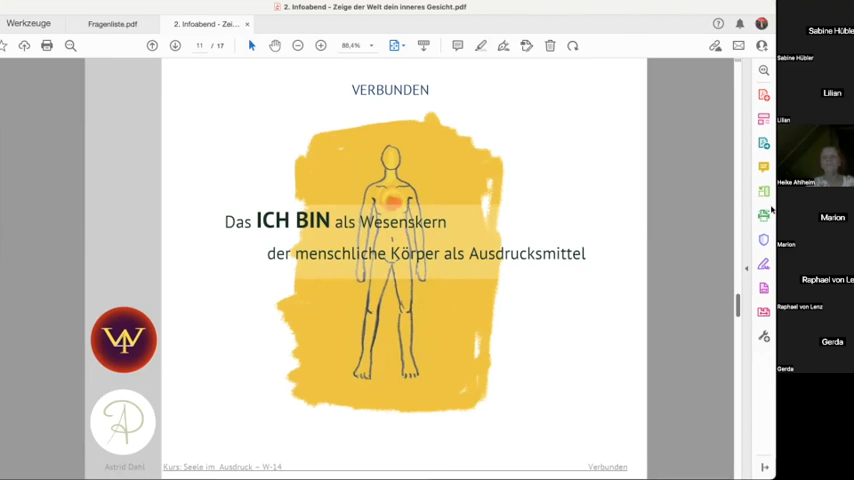 2. Infoabend - Zeige der Welt dein inneres Gesicht.pdf
Werkzeuge
Fragenliste.pdf
2. Infoabend - Zei... ×
11 / 17
86,4%
VERBUNDEN
Das ICH BIN als Wesenskern
der menschliche Körper als Ausdrucksmittel
Astrid Dahl
Kurs: Seele im Ausdruck – W-14
Verbunden
Sabine Hübler
Sabine Hübler
Lilian
Lilian
Heike Ahlheim
Marion
Marion
Raphael von Lenz
Raphael von Lenz
Gerda
Gerda